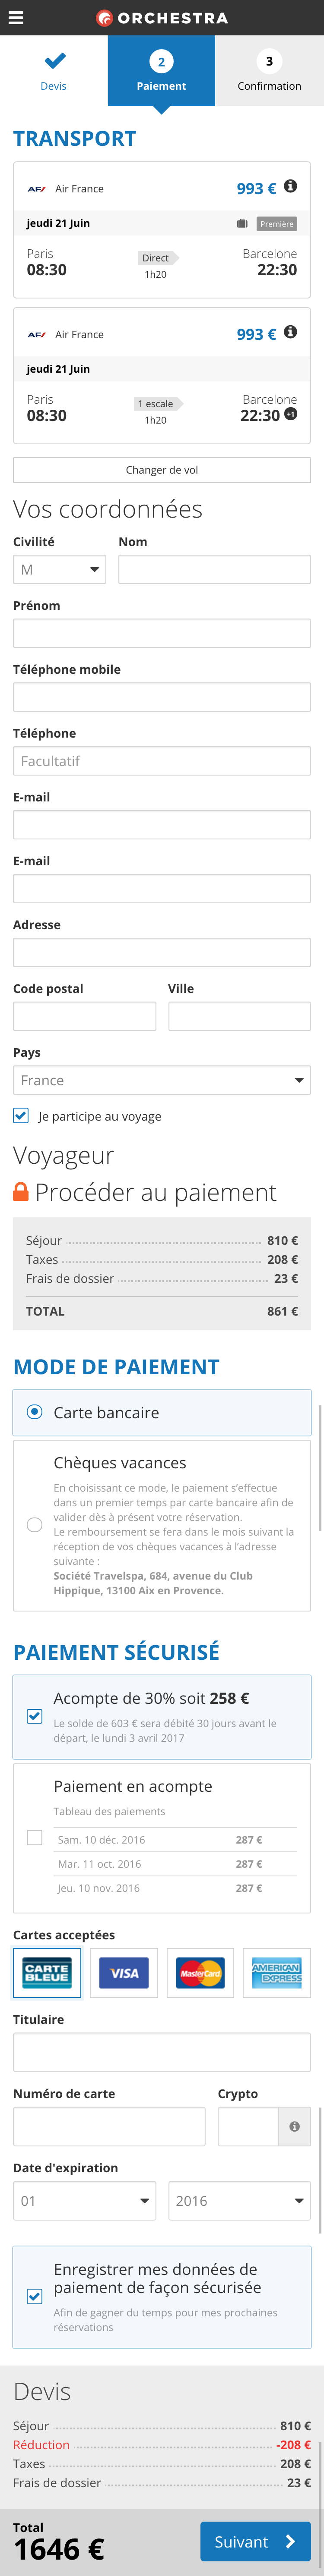 ORCHESTRA
2
3
Devis
Paiement
Confirmation
TRANSPORT
AF Air France 993 €
jeudi 21 Juin Première
Paris Direct Barcelone
08:30 1h20 22:30
AF Air France 993 €
jeudi 21 Juin
Paris 1 escale Barcelone
08:30 1h20 22:30 +1
Changer de vol
Vos coordonnées
Civilité Nom
M
Prénom
Téléphone mobile
Téléphone
Facultatif
E-mail
E-mail
Adresse
Code postal Ville
Pays
France
Je participe au voyage
Voyageur
Procéder au paiement
Séjour 810 €
Taxes 208 €
Frais de dossier 23 €
TOTAL 861 €
MODE DE PAIEMENT
Carte bancaire
Chèques vacances
En choisissant ce mode, le paiement s'effectue
dans un premier temps par carte bancaire afin de
valider dès à présent votre réservation.
Le remboursement se fera dans le mois suivant la
réception de vos chèques vacances à l'adresse
suivante :
Société Travelspa, 684, avenue du Club
Hippique, 13100 Aix en Provence.
PAIEMENT SÉCURISÉ
Acompte de 30% soit 258 €
Le solde de 603 € sera débité 30 jours avant le
départ, le lundi 3 avril 2017
Paiement en acompte
Tableau des paiements
Sam. 10 déc. 2016 287 €
Mar. 11 oct. 2016 287 €
Jeu. 10 nov. 2016 287 €
Cartes acceptées
CARTE BLEUE
VISA
MasterCard
AMERICAN EXPRESS
Titulaire
Numéro de carte Crypto
Date d'expiration
01 2016
Enregistrer mes données de
paiement de façon sécurisée
Afin de gagner du temps pour mes prochaines
réservations
Devis
Séjour 810 €
Réduction -208 €
Taxes 208 €
Frais de dossier 23 €
Total
1646 €
Suivant